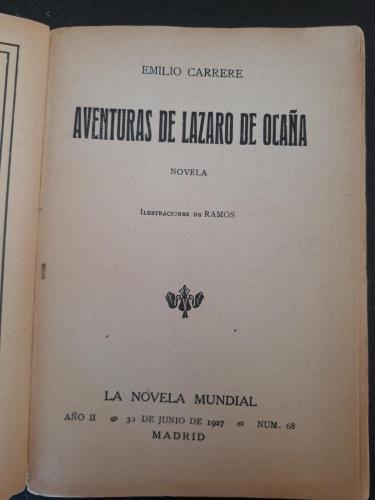 EMILIO CARRERE
AVENTURAS DE LAZARO DE OCAÑA
NOVELA
ILUSTRACIONES DE RAMOS
LA NOVELA MUNDIAL
AÑO II 30 DE JUNIO DE 1927 NUM. 68
MADRID